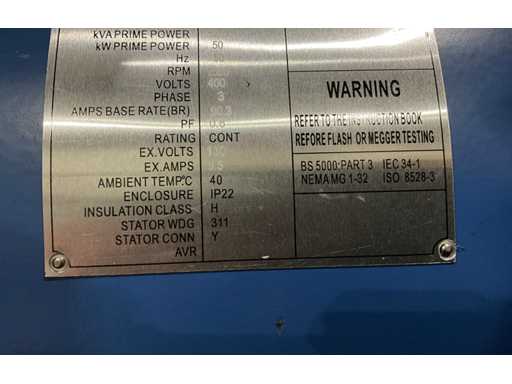 KVA PRIME POWER
kW PRIME POWER 50
Hz
RPM
VOLTS 400
PHASE 3
AMPS BASE RATE(BR)
PF 0.8
RATING CONT
EX.VOLTS
EX.AMPS
AMBIENT TEMP.°C 40
ENCLOSURE IP22
INSULATION CLASS H
STATOR WDG 311
STATOR CONN Y
AVR
WARNING
REFER TO THE INSTRUCTION BOOK
REFORE FLASH OR MEGGER TESTING
BS 5000:PART 3 IEC 34-1
NEMA MG 1-32 ISO 8528-3